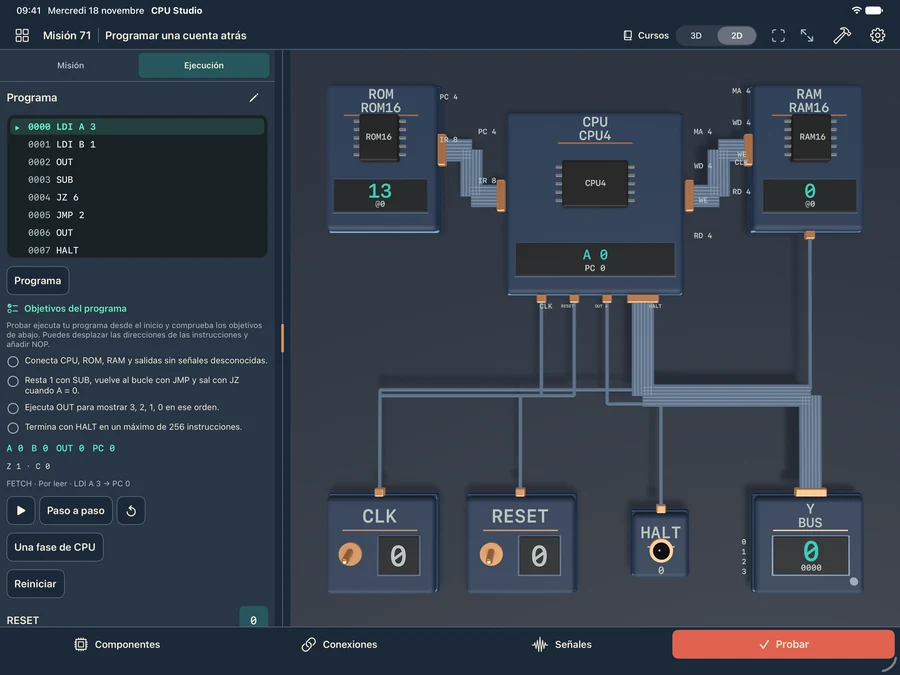 09:41 Mercredi 18 novembre CPU Studio
Misión 71 Programar una cuenta atrás
Cursos 3D 2D
Misión Ejecución
Programa
0000 LDI A 3
0001 LDI B 1
0002 OUT
0003 SUB
0004 JZ 6
0005 JMP 2
0006 OUT
0007 HALT
Programa
Objetivos del programa
Probar ejecuta tu programa desde el inicio y comprueba los objetivos
de abajo. Puedes desplazar las direcciones de las instrucciones y
añadir NOP.
Conecta CPU, ROM, RAM y salidas sin señales desconocidas.
Resta 1 con SUB, vuelve al bucle con JMP y sal con JZ
cuando A = 0.
Ejecuta OUT para mostrar 3, 2, 1, 0 en ese orden.
Termina con HALT en un máximo de 256 instrucciones.
A 0 B 0 OUT 0 PC 0
Z 1 · C 0
FETCH · Por leer · LDI A 3 → PC 0
Paso a paso
Una fase de CPU
Reiniciar
RESET 0
ROM
ROM16
ROM16
13
@0
PC 4
IR 8
PC 4
IR 8
CPU
CPU4
CPU4
A 0
PC 0
CLK RESET OUT 4 HALT
MA 4
WD 4
WE
RD 4
MA 4
WD 4
WE
CLK
RD 4
RAM
RAM16
RAM16
0
@0
CLK
0
RESET
0
HALT
0
Y
BUS
0
1
2
3
0
0000
Componentes Conexiones Señales Probar